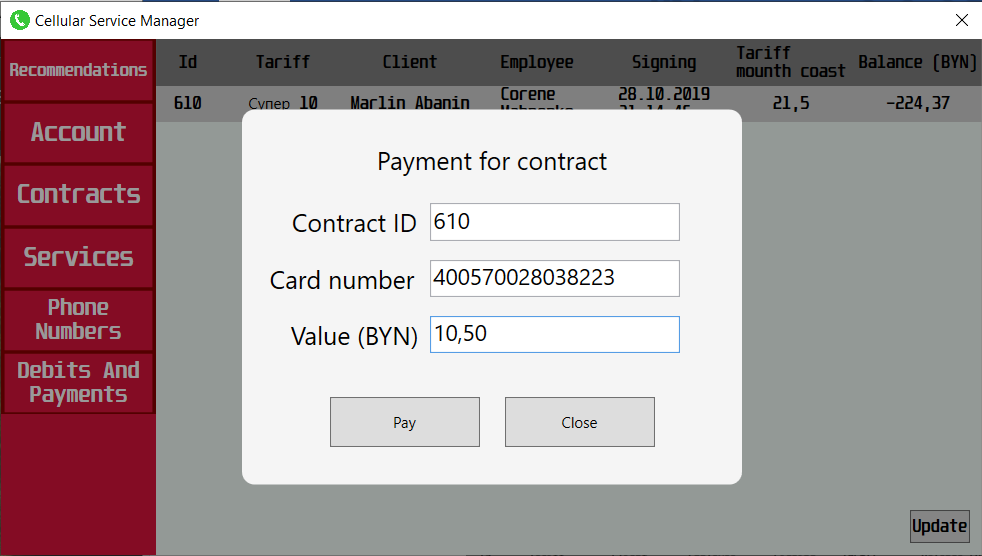 Cellular Service Manager
Recommendations
Account
Contracts
Services
Phone
Numbers
Debits And
Payments
Id Tariff Client Employee Signing Tariff Balance (BYN)
mounth coast
610 Супер 10 Marlin Abanin Corene 28.10.2019 21,5 -224,37
Payment for contract
Contract ID 610
Card number 400570028038223
Value (BYN) 10,50
Pay Close
Update